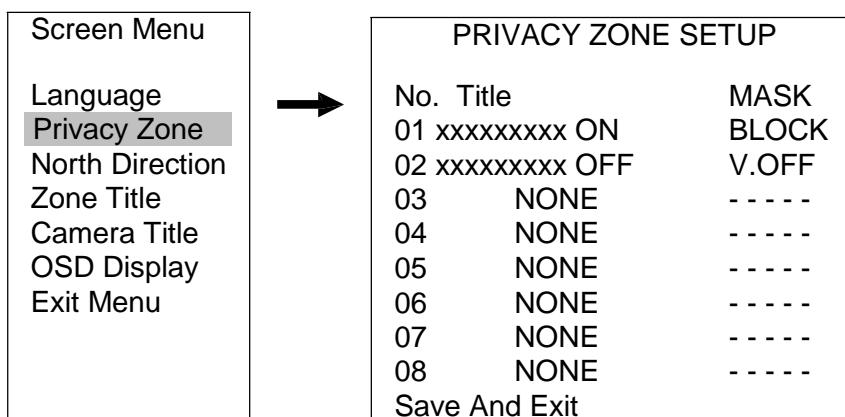 Screen Menu
Language
Privacy Zone
North Direction
Zone Title
Camera Title
OSD Display
Exit Menu
PRIVACY ZONE SETUP
No. Title MASK
01 xxxxxxxxx ON BLOCK
02 xxxxxxxxx OFF V.OFF
03 NONE - - - - -
04 NONE - - - - -
05 NONE - - - - -
06 NONE - - - - -
07 NONE - - - - -
08 NONE - - - - -
Save And Exit